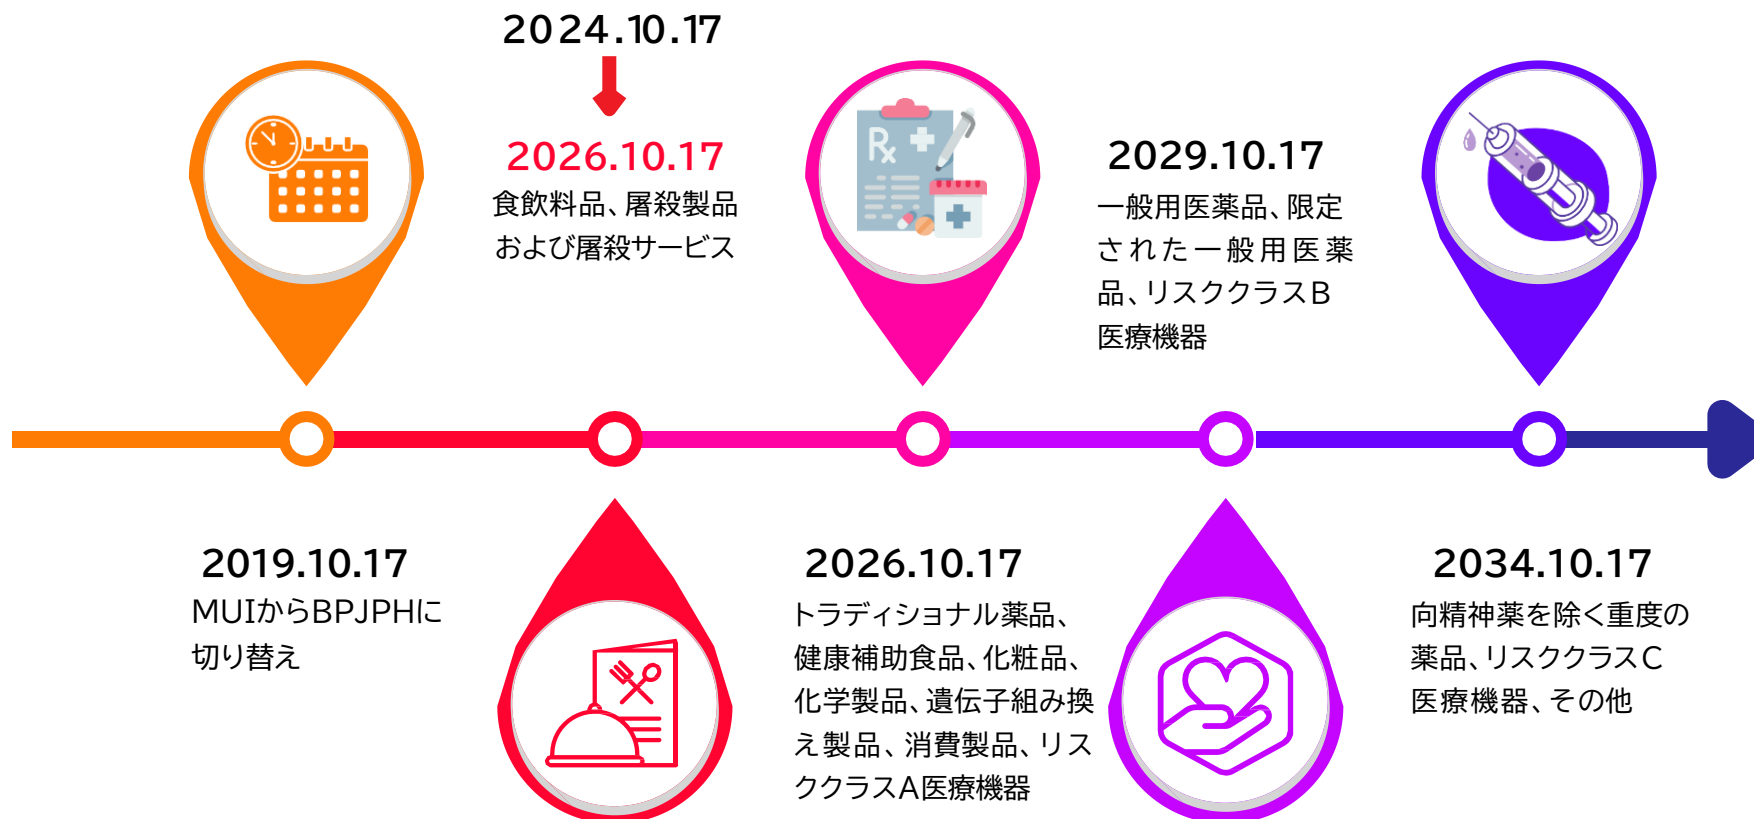 2024.10.17
2026.10.17
食飲料品、屠殺製品
および屠殺サービス
Rx
2029.10.17
一般用医薬品、限定
された一般用医薬
品、リスククラスB
医療機器
2019.10.17
MUIからBPJPHに
切り替え
2026.10.17
トラディショナル薬品、
健康補助食品、化粧品、
化学製品、遺伝子組み換
え製品、消費製品、リス
ククラスA医療機器
2034.10.17
向精神薬を除く重度の
薬品、リスククラスC
医療機器、その他